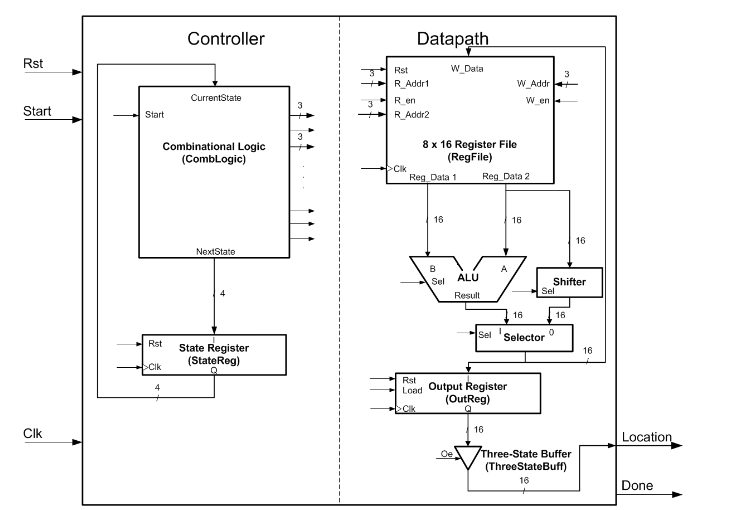 Controller
Datapath
Rst
Start
Clk
CurrentState
Start
Combinational Logic
(CombLogic)
NextState
3
3
.
.
.
.
4
Rst
Clk
I
State Register
(StateReg)
Q
4
W_Data
Rst
R_Addr1
R_en
R_Addr2
3
3
W_Addr
W_en
3
8 x 16 Register File
(RegFile)
Clk
Reg_Data 1
Reg_Data 2
16
16
16
B
A
Sel
ALU
Result
Shifter
Sel
16
16
I
0
Sel
Selector
16
Rst
Load
Clk
I
Output Register
(OutReg)
Q
16
Oe
Three-State Buffer
(ThreeStateBuff)
16
Location
Done